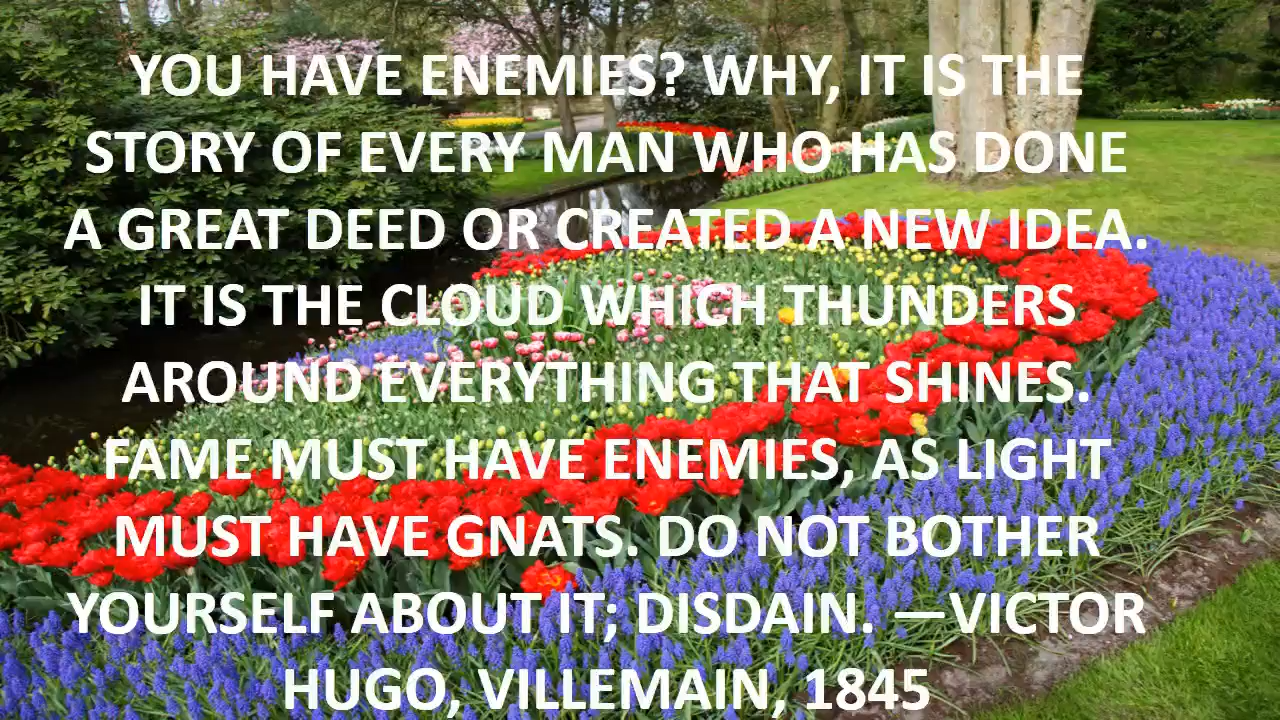 YOU HAVE ENEMIES? WHY, IT IS THE
STORY OF EVERY MAN WHO HAS DONE
A GREAT DEED OR CREATED A NEW IDEA.
IT IS THE CLOUD WHICH THUNDERS
AROUND EVERYTHING THAT SHINES.
FAME MUST HAVE ENEMIES, AS LIGHT
MUST HAVE GNATS. DO NOT BOTHER
YOURSELF ABOUT IT; DISDAIN. —VICTOR
HUGO, VILLEMAIN, 1845